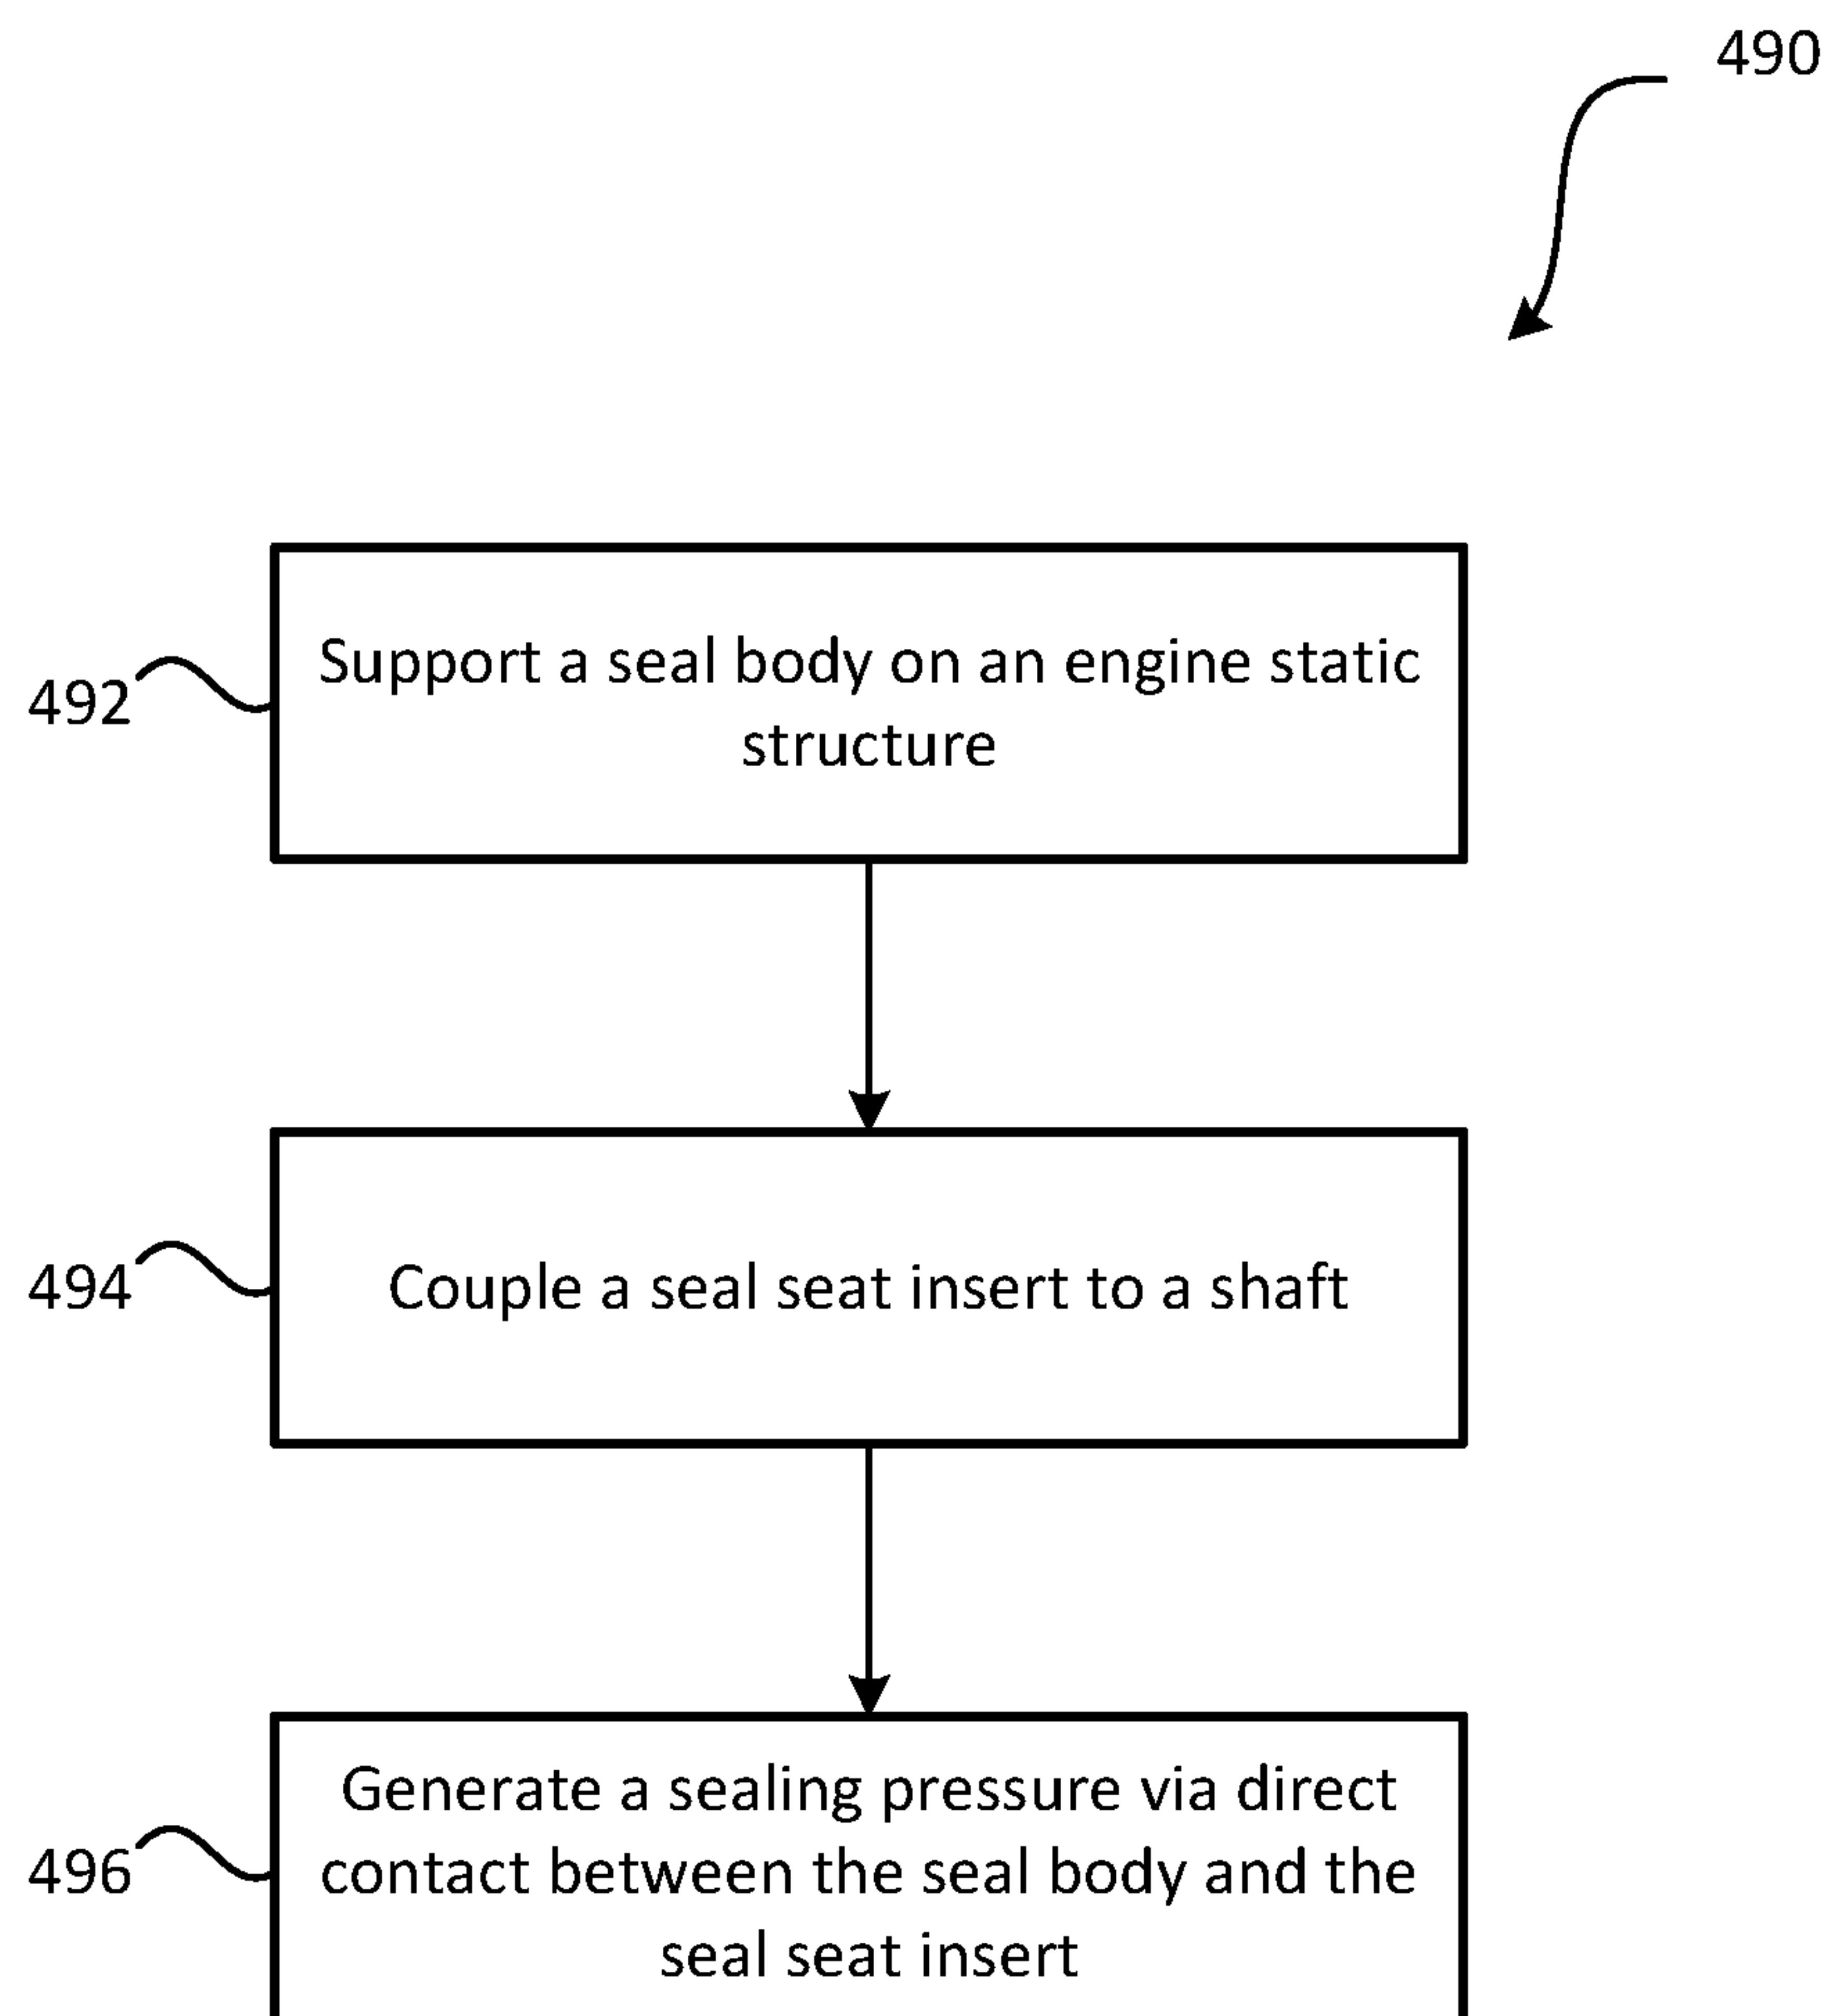 490
Support a seal body on an engine static
structure
492
Couple a seal seat insert to a shaft
494
Generate a sealing pressure via direct
contact between the seal body and the
seal seat insert
496